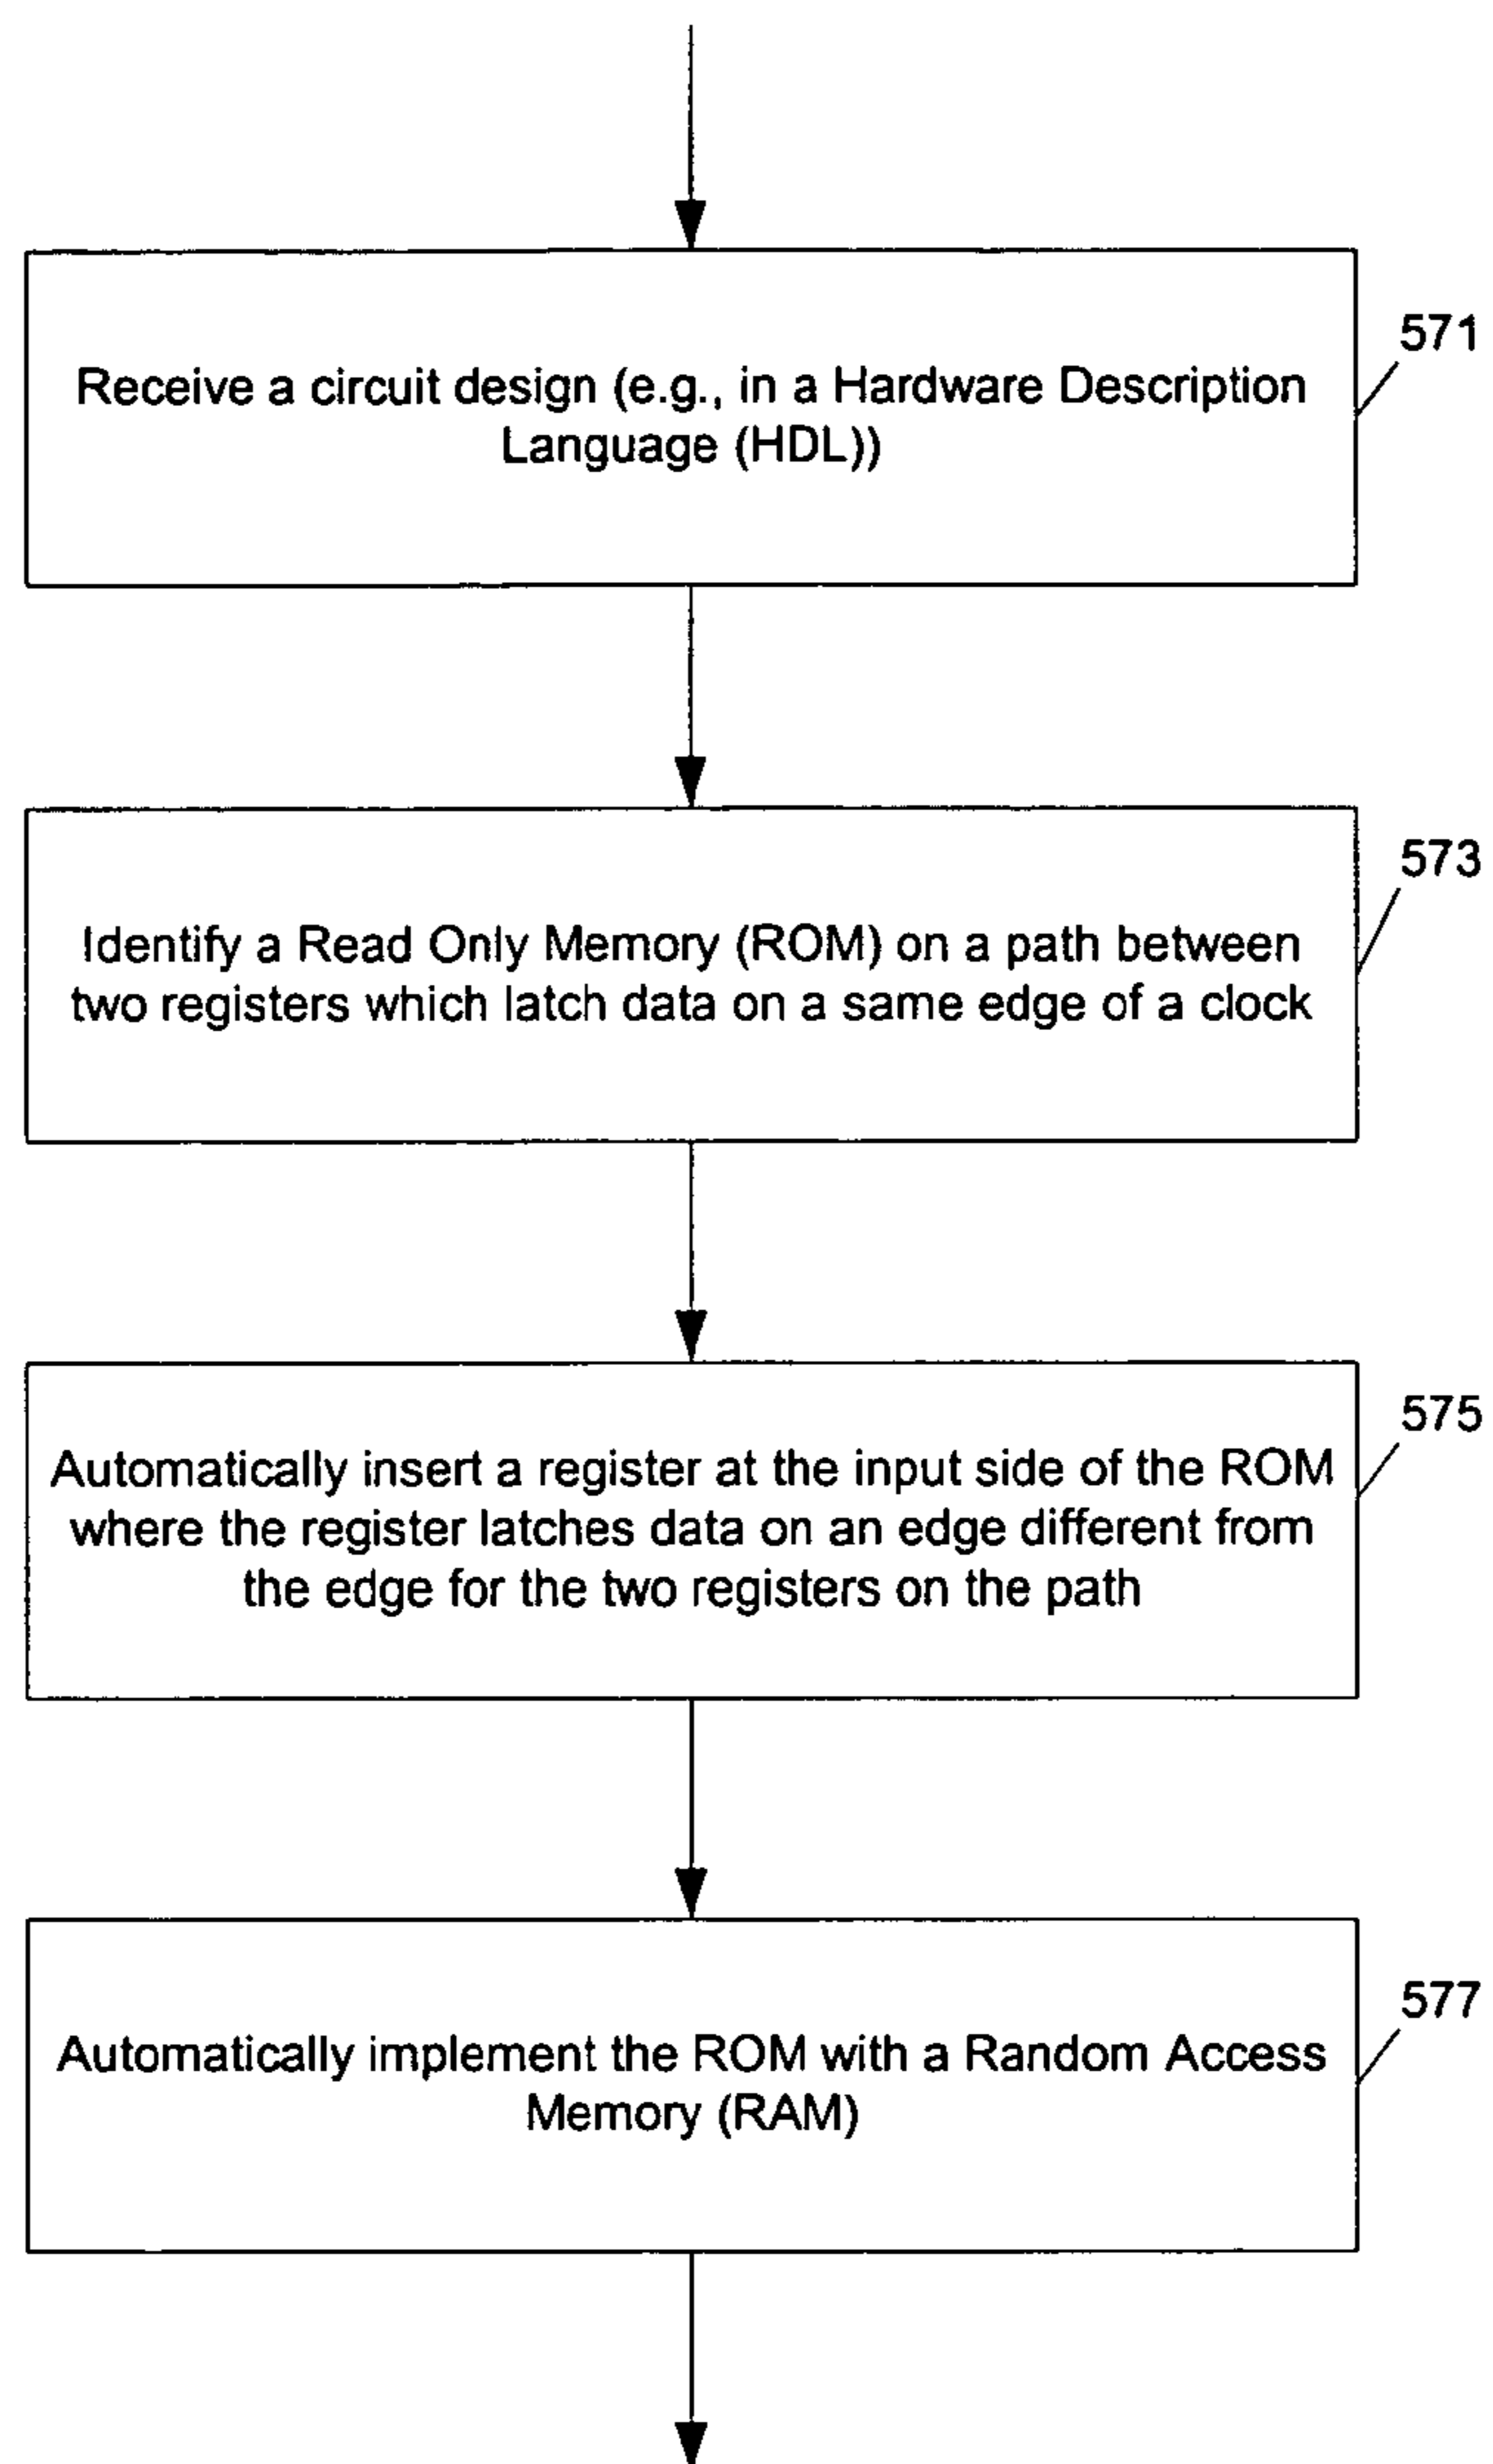 571
Receive a circuit design (e.g., in a Hardware Description
Language (HDL))
573
Identify a Read Only Memory (ROM) on a path between
two registers which latch data on a same edge of a clock
575
Automatically insert a register at the input side of the ROM
where the register latches data on an edge different from
the edge for the two registers on the path
577
Automatically implement the ROM with a Random Access
Memory (RAM)